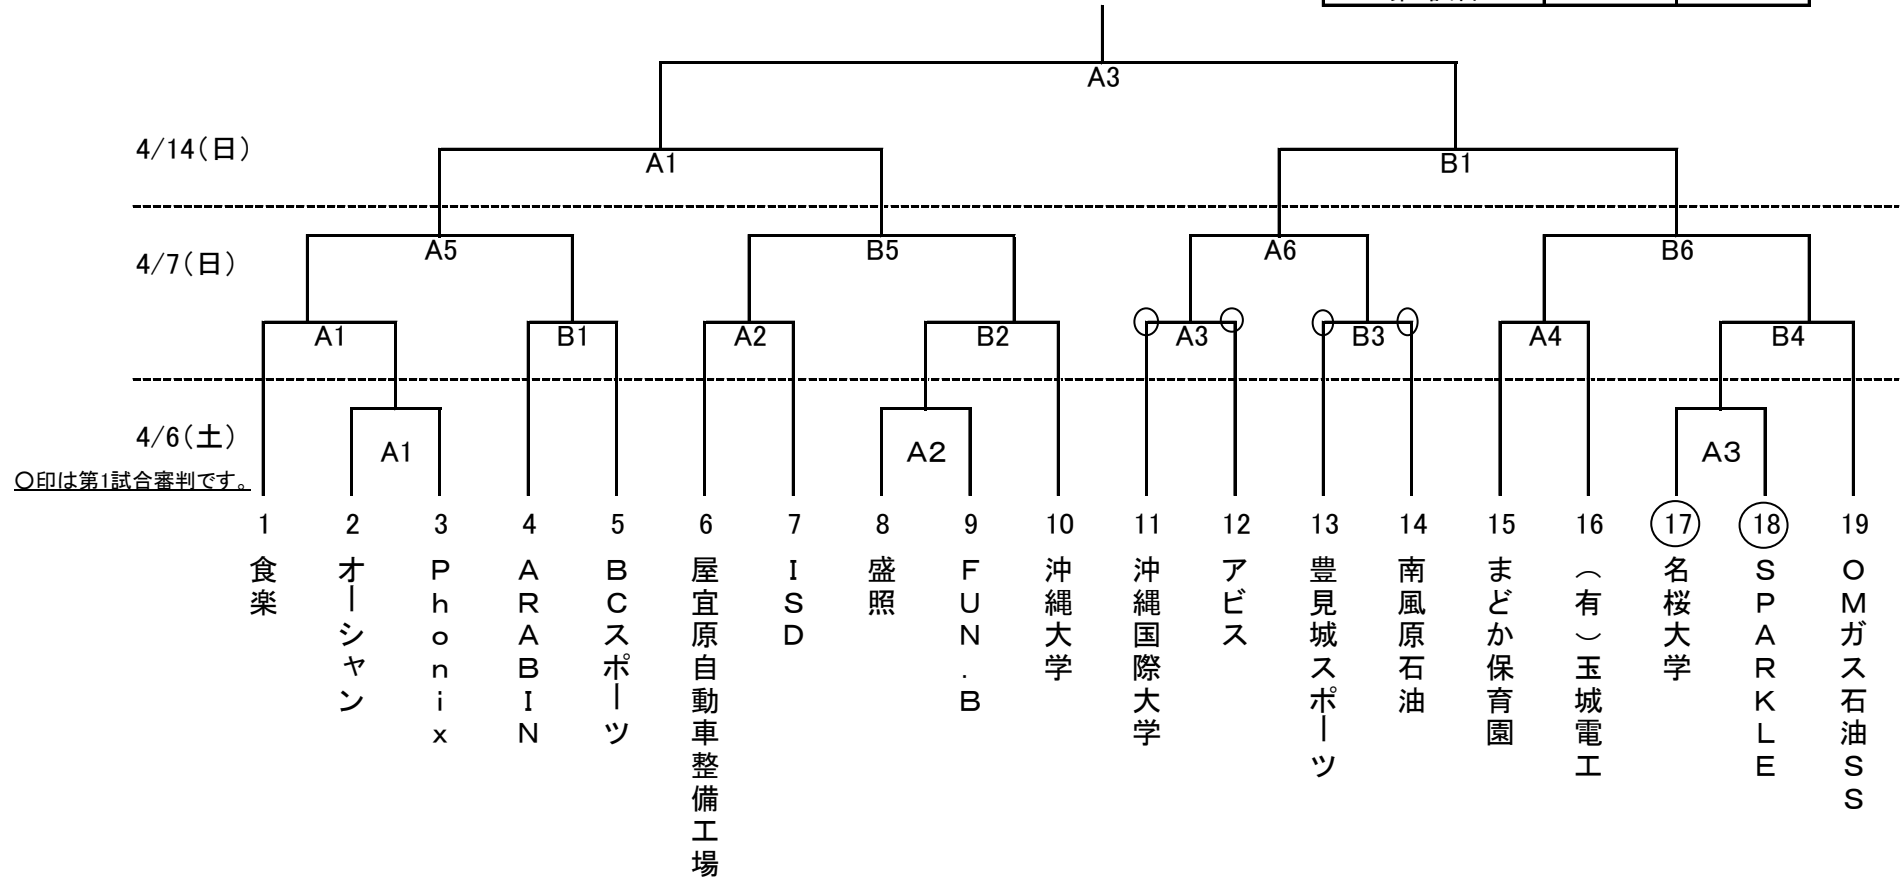 A3
4/14(日)
A1
B1
4/7(日)
A5
B5
A6
B6
A1
B1
A2
B2
A3
B3
A4
B4
4/6(土)
A1
A2
A3
○印は第1試合審判です。
1 2 3 4 5 6 7 8 9 10 11 12 13 14 15 16 17 18 19
食楽
オーシャン
Phonix
ARABIN
BCスポーツ
屋宜原自動車整備工場
ISD
盛照
FUN.B
沖縄大学
沖縄国際大学
アビス
豊見城スポーツ
南風原石油
まどか保育園
(有)玉城電工
名桜大学
SPARKLE
OMガス石油SS